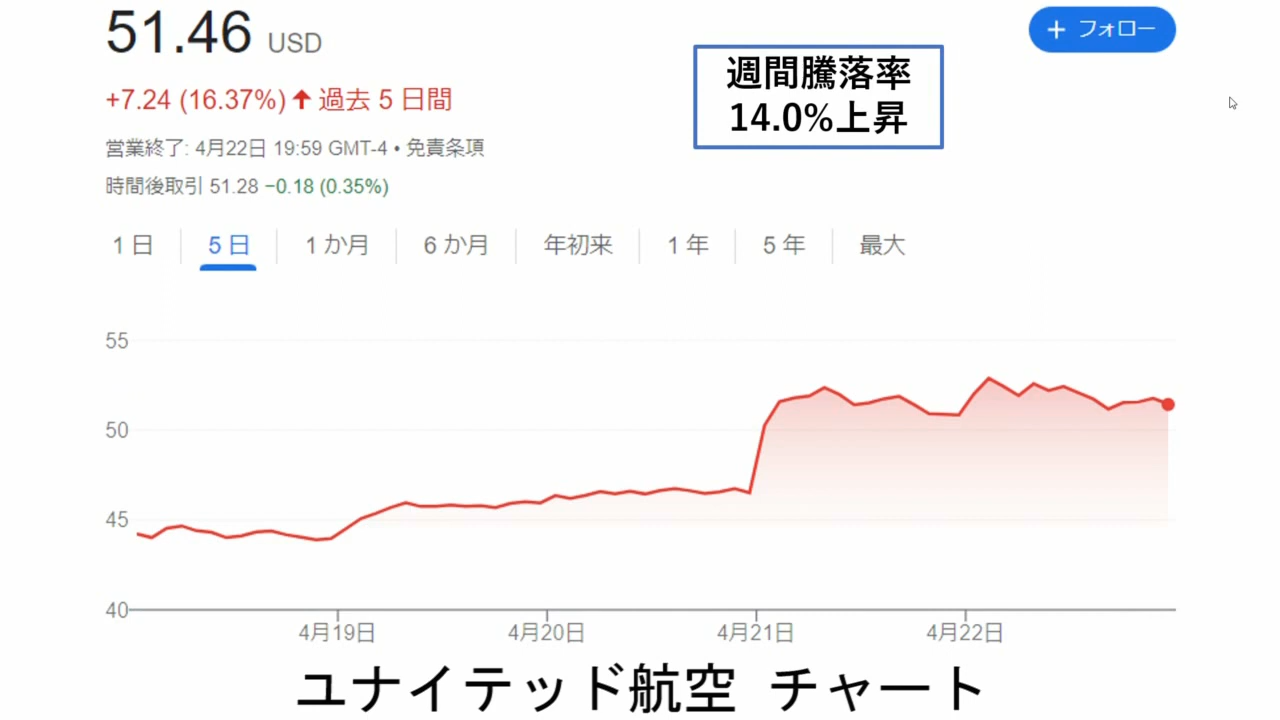 51.46 USD
+ フォロー
週間騰落率
14.0%上昇
+7.24 (16.37%) ↑ 過去 5 日間
営業終了: 4月22日 19:59 GMT-4 • 免責条項
時間後取引 51.28 −0.18 (0.35%)
1 日 5 日 1 か月 6 か月 年初来 1 年 5 年 最大
55
50
45
40
4月19日 4月20日 4月21日 4月22日
ユナイテッド航空 チャート